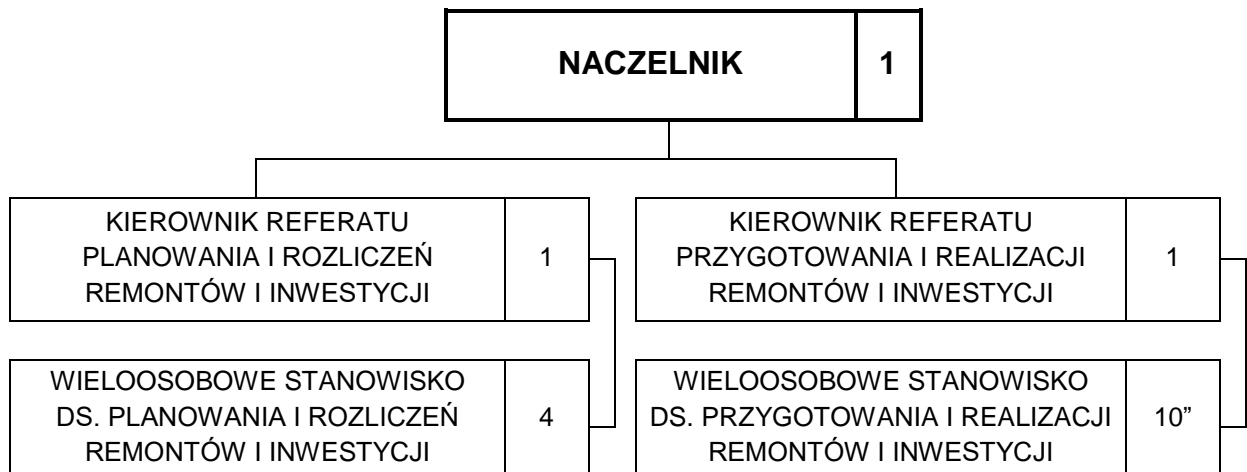 NACZELNIK 1
KIEROWNIK REFERATU
PLANOWANIA I ROZLICZEŃ
REMONTÓW I INWESTYCJI
1
KIEROWNIK REFERATU
PRZYGOTOWANIA I REALIZACJI
REMONTÓW I INWESTYCJI
1
WIELOOSOBOWE STANOWISKO
DS. PLANOWANIA I ROZLICZEŃ
REMONTÓW I INWESTYCJI
4
WIELOOSOBOWE STANOWISKO
DS. PRZYGOTOWANIA I REALIZACJI
REMONTÓW I INWESTYCJI
10”